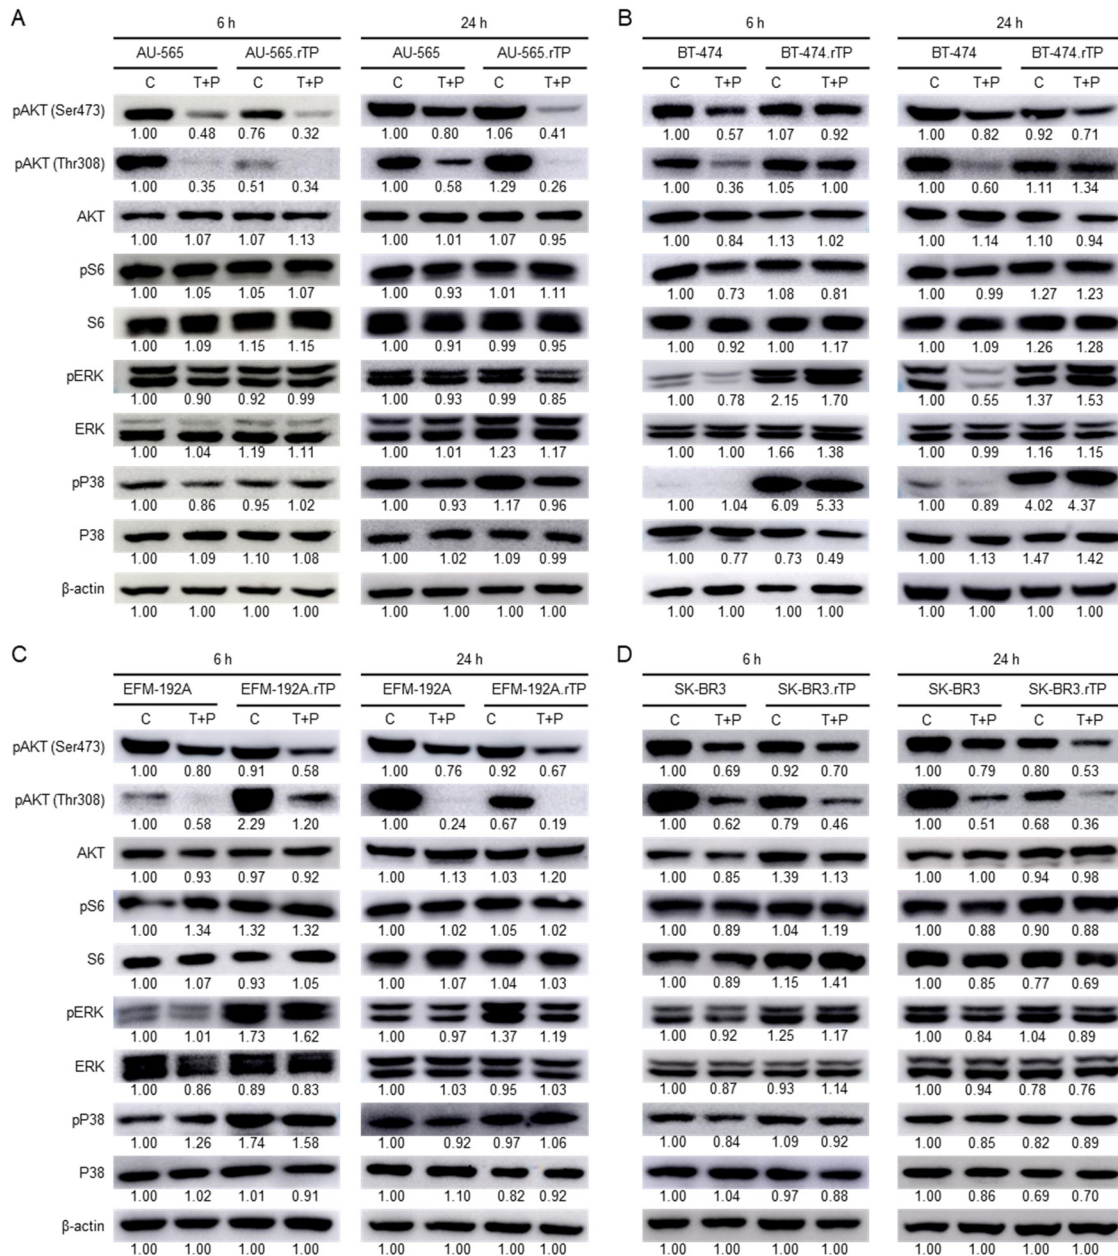 A 6 h 24 h
AU-565 AU-565.rTP AU-565 AU-565.rTP
C T+P C T+P C T+P C T+P
pAKT (Ser473)
1.00 0.48 0.76 0.32 1.00 0.80 1.06 0.41
pAKT (Thr308)
1.00 0.35 0.51 0.34 1.00 0.58 1.29 0.26
AKT
1.00 1.07 1.07 1.13 1.00 1.01 1.07 0.95
pS6
1.00 1.05 1.05 1.07 1.00 0.93 1.01 1.11
S6
1.00 1.09 1.15 1.15 1.00 0.91 0.99 0.95
pERK
1.00 0.90 0.92 0.99 1.00 0.93 0.99 0.85
ERK
1.00 1.04 1.19 1.11 1.00 1.01 1.23 1.17
pP38
1.00 0.86 0.95 1.02 1.00 0.93 1.17 0.96
P38
1.00 1.09 1.10 1.08 1.00 1.02 1.09 0.99
β-actin
1.00 1.00 1.00 1.00 1.00 1.00 1.00 1.00
B 6 h 24 h
BT-474 BT-474.rTP BT-474 BT-474.rTP
C T+P C T+P C T+P C T+P
1.00 0.57 1.07 0.92 1.00 0.82 0.92 0.71
1.00 0.36 1.05 1.00 1.00 0.60 1.11 1.34
1.00 0.84 1.13 1.02 1.00 1.14 1.10 0.94
1.00 0.73 1.08 0.81 1.00 0.99 1.27 1.23
1.00 0.92 1.00 1.17 1.00 1.09 1.26 1.28
1.00 0.78 2.15 1.70 1.00 0.55 1.37 1.53
1.00 1.00 1.66 1.38 1.00 0.99 1.16 1.15
1.00 1.04 6.09 5.33 1.00 0.89 4.02 4.37
1.00 0.77 0.73 0.49 1.00 1.13 1.47 1.42
1.00 1.00 1.00 1.00 1.00 1.00 1.00 1.00
C 6 h 24 h
EFM-192A EFM-192A.rTP EFM-192A EFM-192A.rTP
C T+P C T+P C T+P C T+P
pAKT (Ser473)
1.00 0.80 0.91 0.58 1.00 0.76 0.92 0.67
pAKT (Thr308)
1.00 0.58 2.29 1.20 1.00 0.24 0.67 0.19
AKT
1.00 0.93 0.97 0.92 1.00 1.13 1.03 1.20
pS6
1.00 1.34 1.32 1.32 1.00 1.02 1.05 1.02
S6
1.00 1.07 0.93 1.05 1.00 1.07 1.04 1.03
pERK
1.00 1.01 1.73 1.62 1.00 0.97 1.37 1.19
ERK
1.00 0.86 0.89 0.83 1.00 1.03 0.95 1.03
pP38
1.00 1.26 1.74 1.58 1.00 0.92 0.97 1.06
P38
1.00 1.02 1.01 0.91 1.00 1.10 0.82 0.92
β-actin
1.00 1.00 1.00 1.00 1.00 1.00 1.00 1.00
D 6 h 24 h
SK-BR3 SK-BR3.rTP SK-BR3 SK-BR3.rTP
C T+P C T+P C T+P C T+P
1.00 0.69 0.92 0.70 1.00 0.79 0.80 0.53
1.00 0.62 0.79 0.46 1.00 0.51 0.68 0.36
1.00 0.85 1.39 1.13 1.00 1.00 0.94 0.98
1.00 0.89 1.04 1.19 1.00 0.88 0.90 0.88
1.00 0.89 1.15 1.41 1.00 0.85 0.77 0.69
1.00 0.92 1.25 1.17 1.00 0.84 1.04 0.89
1.00 0.87 0.93 1.14 1.00 0.94 0.78 0.76
1.00 0.84 1.09 0.92 1.00 0.85 0.82 0.89
1.00 1.04 0.97 0.88 1.00 0.86 0.69 0.70
1.00 1.00 1.00 1.00 1.00 1.00 1.00 1.00